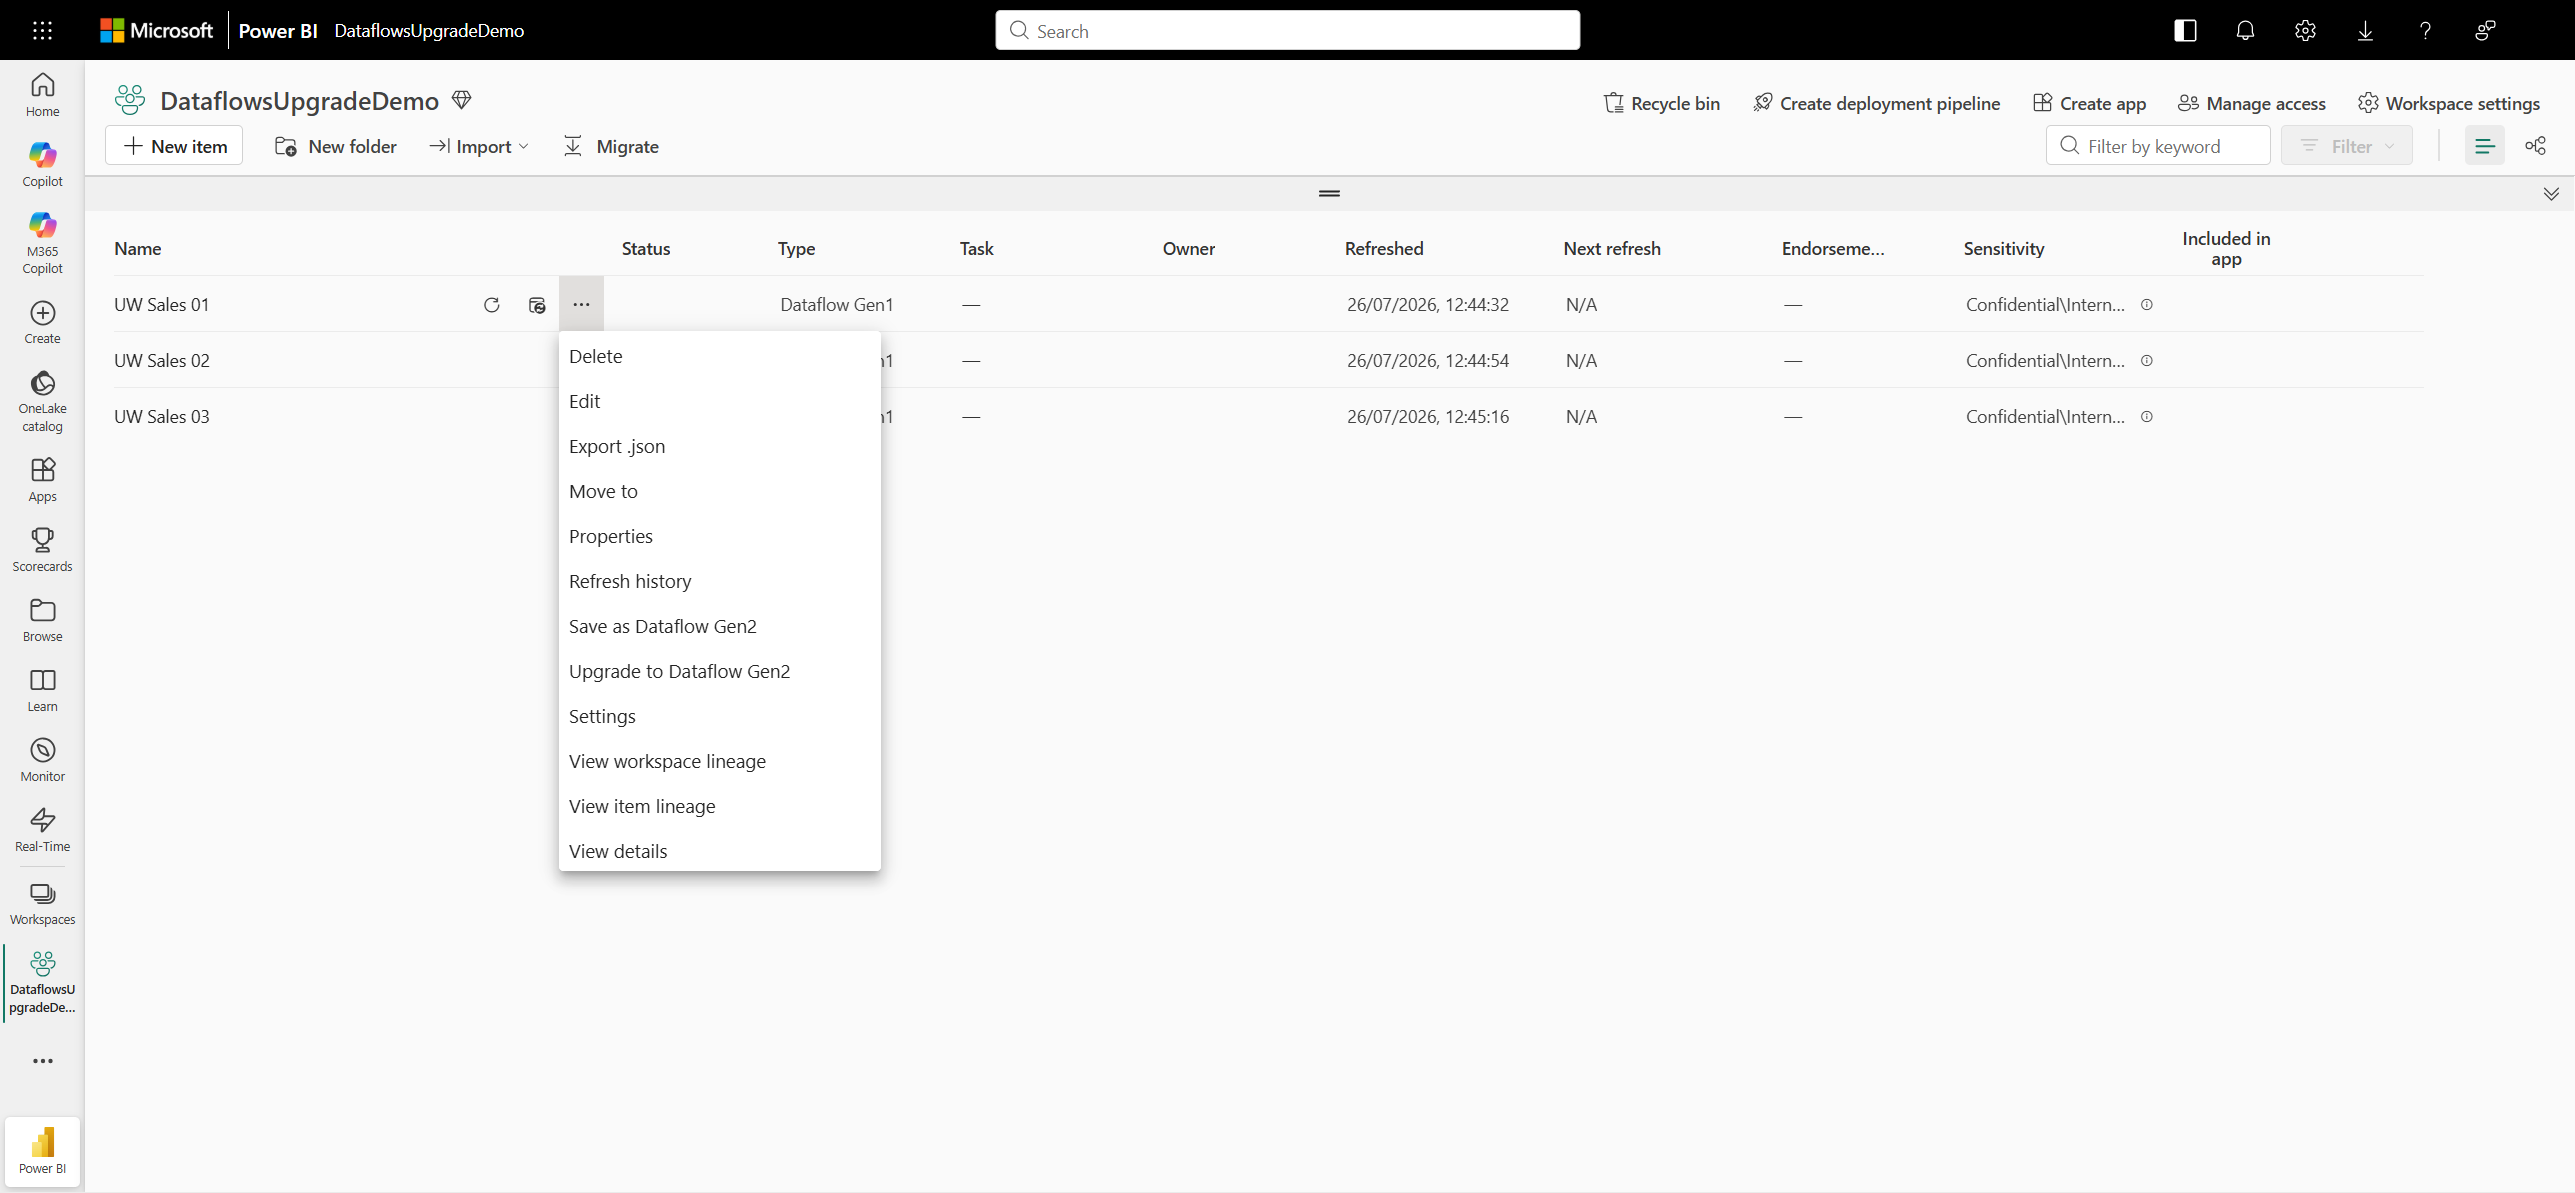 Microsoft Power BI DataflowsUpgradeDemo Search
Home
Copilot
M365
Copilot
Create
OneLake
catalog
Apps
Scorecards
Browse
Learn
Monitor
Real-Time
Workspaces
DataflowsU
pgradeDe...
Power BI
DataflowsUpgradeDemo
Recycle bin Create deployment pipeline Create app Manage access Workspace settings
New item New folder Import Migrate Filter by keyword Filter
Name Status Type Task Owner Refreshed Next refresh Endorseme... Sensitivity Included in
app
UW Sales 01 Dataflow Gen1 — 26/07/2026, 12:44:32 N/A — Confidential\Intern...
UW Sales 02 n1 — 26/07/2026, 12:44:54 N/A — Confidential\Intern...
UW Sales 03 n1 — 26/07/2026, 12:45:16 N/A — Confidential\Intern...
Delete
Edit
Export .json
Move to
Properties
Refresh history
Save as Dataflow Gen2
Upgrade to Dataflow Gen2
Settings
View workspace lineage
View item lineage
View details